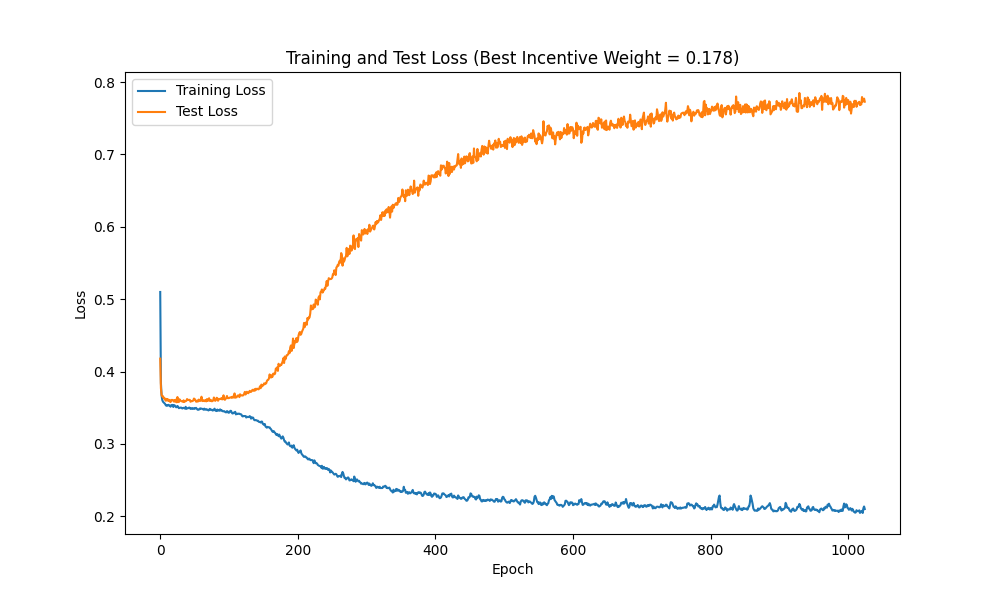 Training and Test Loss (Best Incentive Weight = 0.178)
Training Loss
Test Loss
Loss
0.8
0.7
0.6
0.5
0.4
0.3
0.2
0 200 400 600 800 1000
Epoch